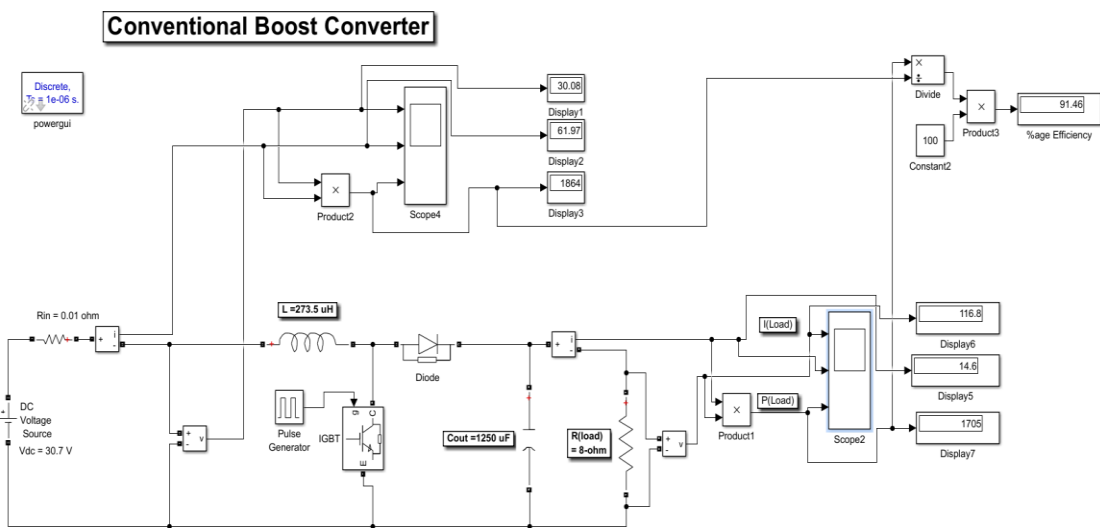 Conventional Boost Converter
Discrete,
Ts = 1e-06 s.
powergui
30.08
Display1
61.97
Display2
1864
Display3
×
Product2
Scope4
×
÷
Divide
100
Constant2
×
Product3
91.46
%age Efficiency
Rin = 0.01 ohm
+
i
-
L =273.5 uH
Diode
+
i
-
I(Load)
116.8
Display6
14.6
Display5
1705
Display7
P(Load)
×
Product1
Scope2
+
DC
Voltage
Source
Vdc = 30.7 V
+
-
v
Pulse
Generator
g
C
E
IGBT
Cout =1250 uF
R(load)
= 8-ohm
+
-
v